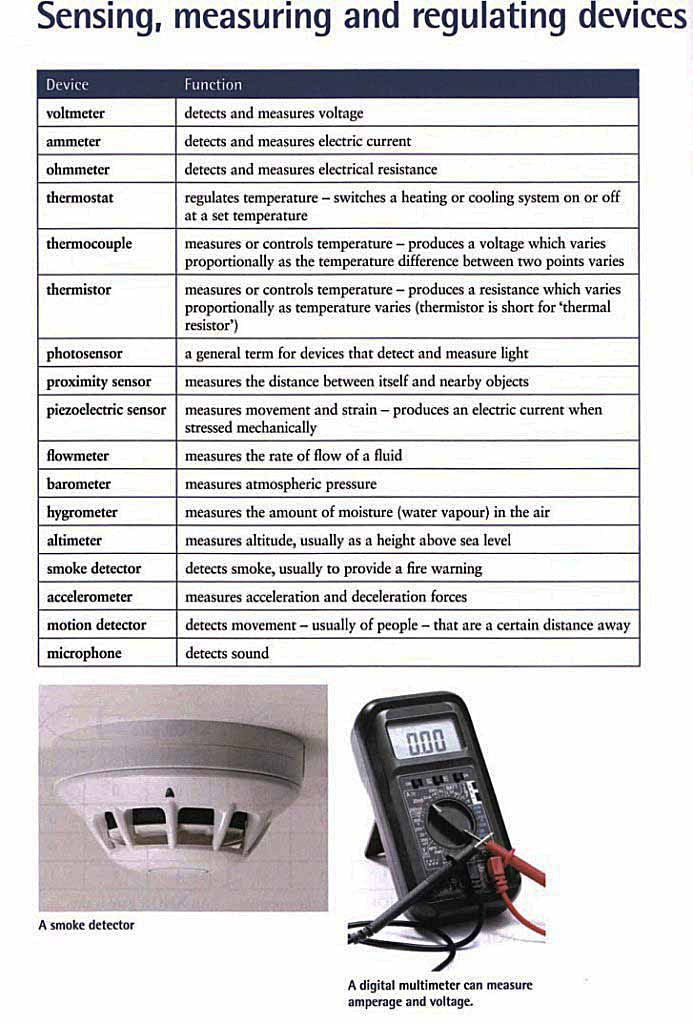 Sensing, measuring and regulating devices
Device Function
voltmeter detects and measures voltage
ammeter detects and measures electric current
ohmmeter detects and measures electrical resistance
thermostat regulates temperature – switches a heating or cooling system on or off
at a set temperature
thermocouple measures or controls temperature – produces a voltage which varies
proportionally as the temperature difference between two points varies
thermistor measures or controls temperature – produces a resistance which varies
proportionally as temperature varies (thermistor is short for 'thermal
resistor')
photosensor a general term for devices that detect and measure light
proximity sensor measures the distance between itself and nearby objects
piezoelectric sensor measures movement and strain – produces an electric current when
stressed mechanically
flowmeter measures the rate of flow of a fluid
barometer measures atmospheric pressure
hygrometer measures the amount of moisture (water vapour) in the air
altimeter measures altitude, usually as a height above sea level
smoke detector detects smoke, usually to provide a fire warning
accelerometer measures acceleration and deceleration forces
motion detector detects movement – usually of people – that are a certain distance away
microphone detects sound
0.00
A smoke detector
A digital multimeter can measure
amperage and voltage.